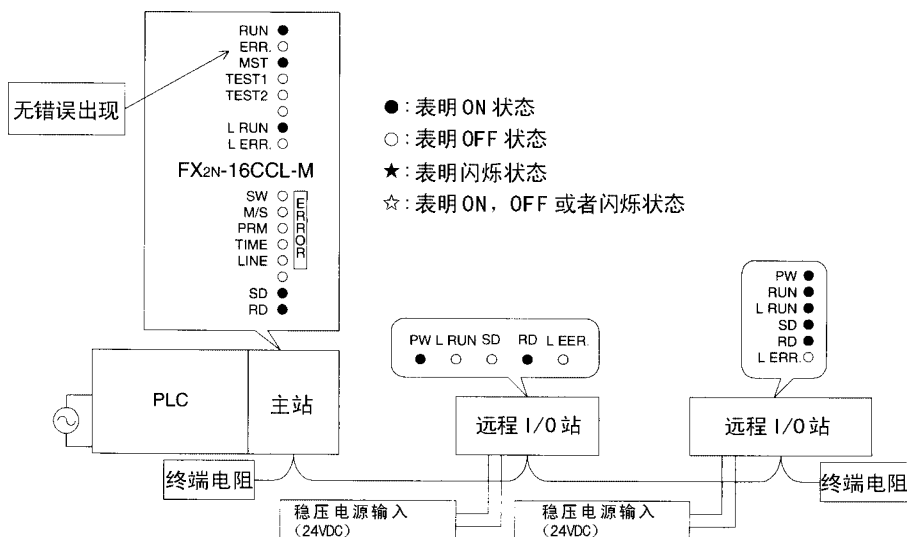 RUN ●
ERR. ○
MST ●
TEST1 ○
TEST2 ○
○
L RUN ●
L ERR. ○
FX2N-16CCL-M
SW ○
M/S ○
PRM ○
TIME ○
LINE ○
ERROR
○
SD ●
RD ●
无错误出现
●：表明ON状态
○：表明OFF状态
★：表明闪烁状态
☆：表明ON，OFF或者闪烁状态
PW L RUN SD RD L EER.
● ○ ○ ● ○
PW ●
RUN ●
L RUN ●
SD ●
RD ●
L ERR. ○
PLC
主站
远程I/O站
远程I/O站
终端电阻
终端电阻
稳压电源输入
(24VDC)
稳压电源输入
(24VDC)